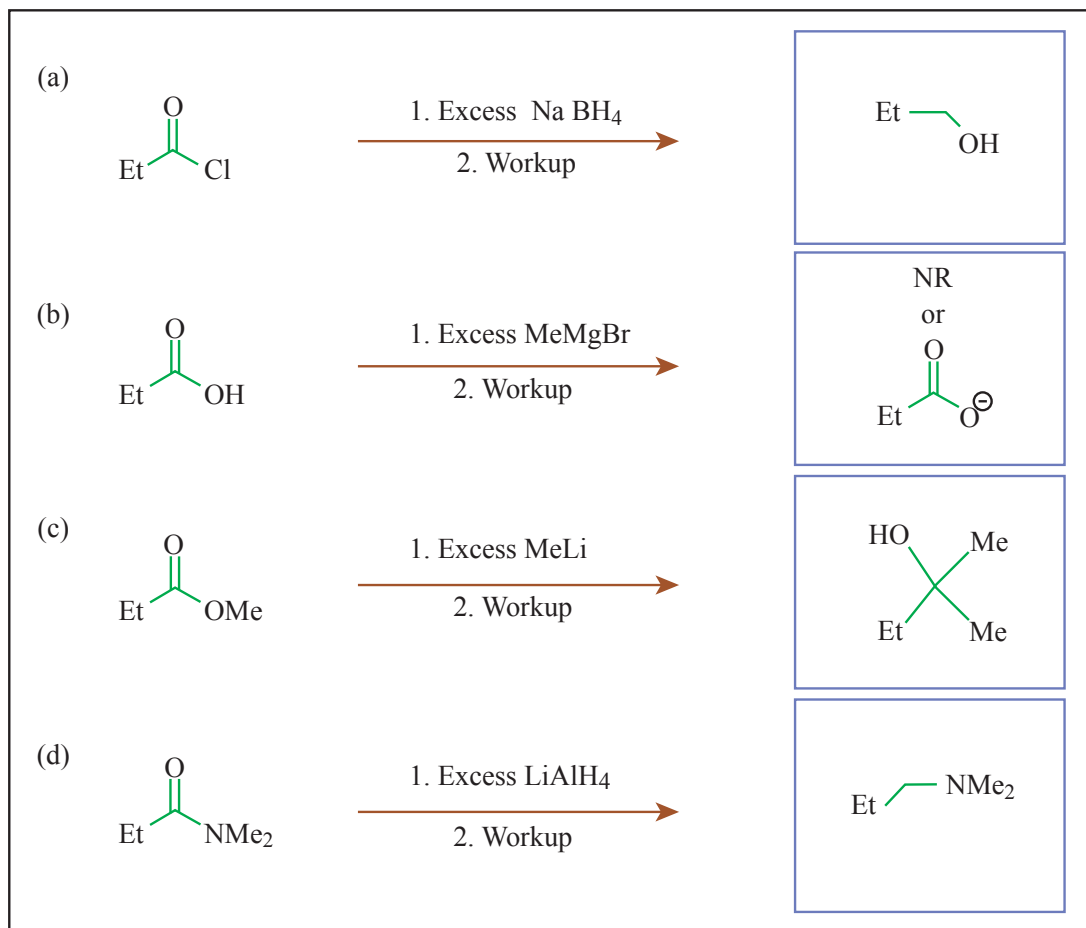 (a)
O
Et
Cl
1. Excess Na BH4
2. Workup
Et
OH
(b)
O
Et
OH
1. Excess MeMgBr
2. Workup
NR
or
O
Et
O
-
(c)
O
Et
OMe
1. Excess MeLi
2. Workup
HO
Me
Et
Me
(d)
O
Et
NMe2
1. Excess LiAlH4
2. Workup
Et
NMe2